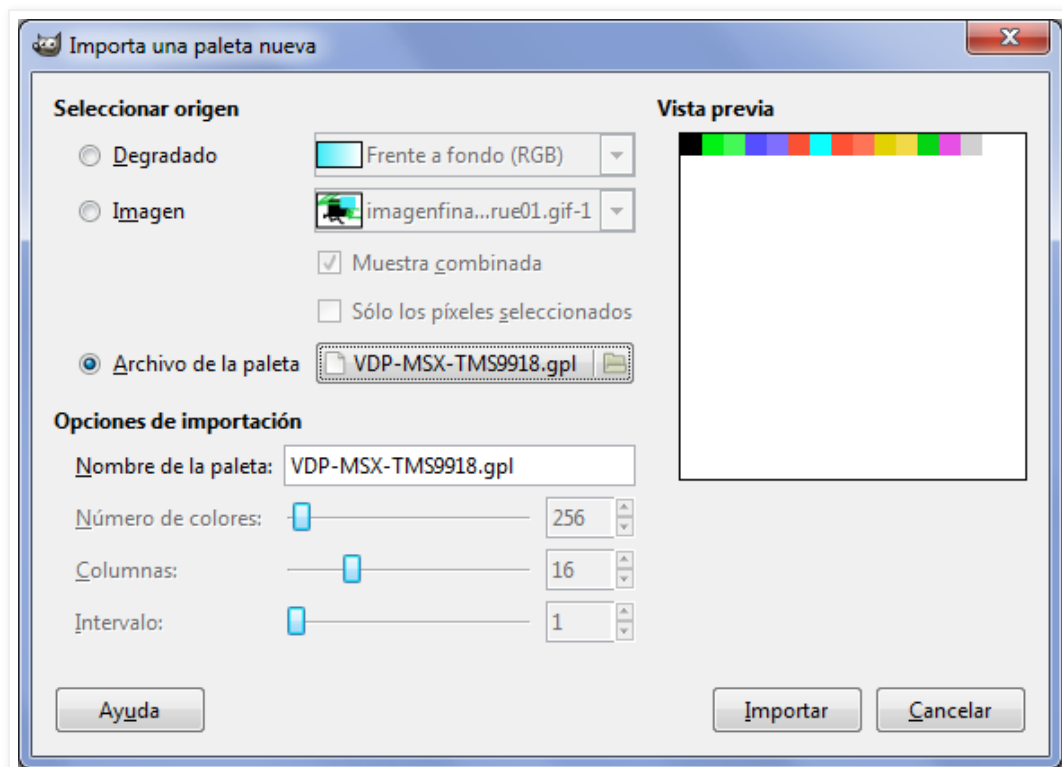 Importa una paleta nueva
Seleccionar origen
Vista previa
Degradado
Frente a fondo (RGB)
Imagen
imagenfina...rue01.gif-1
Muestra combinada
Sólo los píxeles seleccionados
Archivo de la paleta
VDP-MSX-TMS9918.gpl
Opciones de importación
Nombre de la paleta:
VDP-MSX-TMS9918.gpl
Número de colores:
256
Columnas:
16
Intervalo:
1
Ayuda
Importar
Cancelar